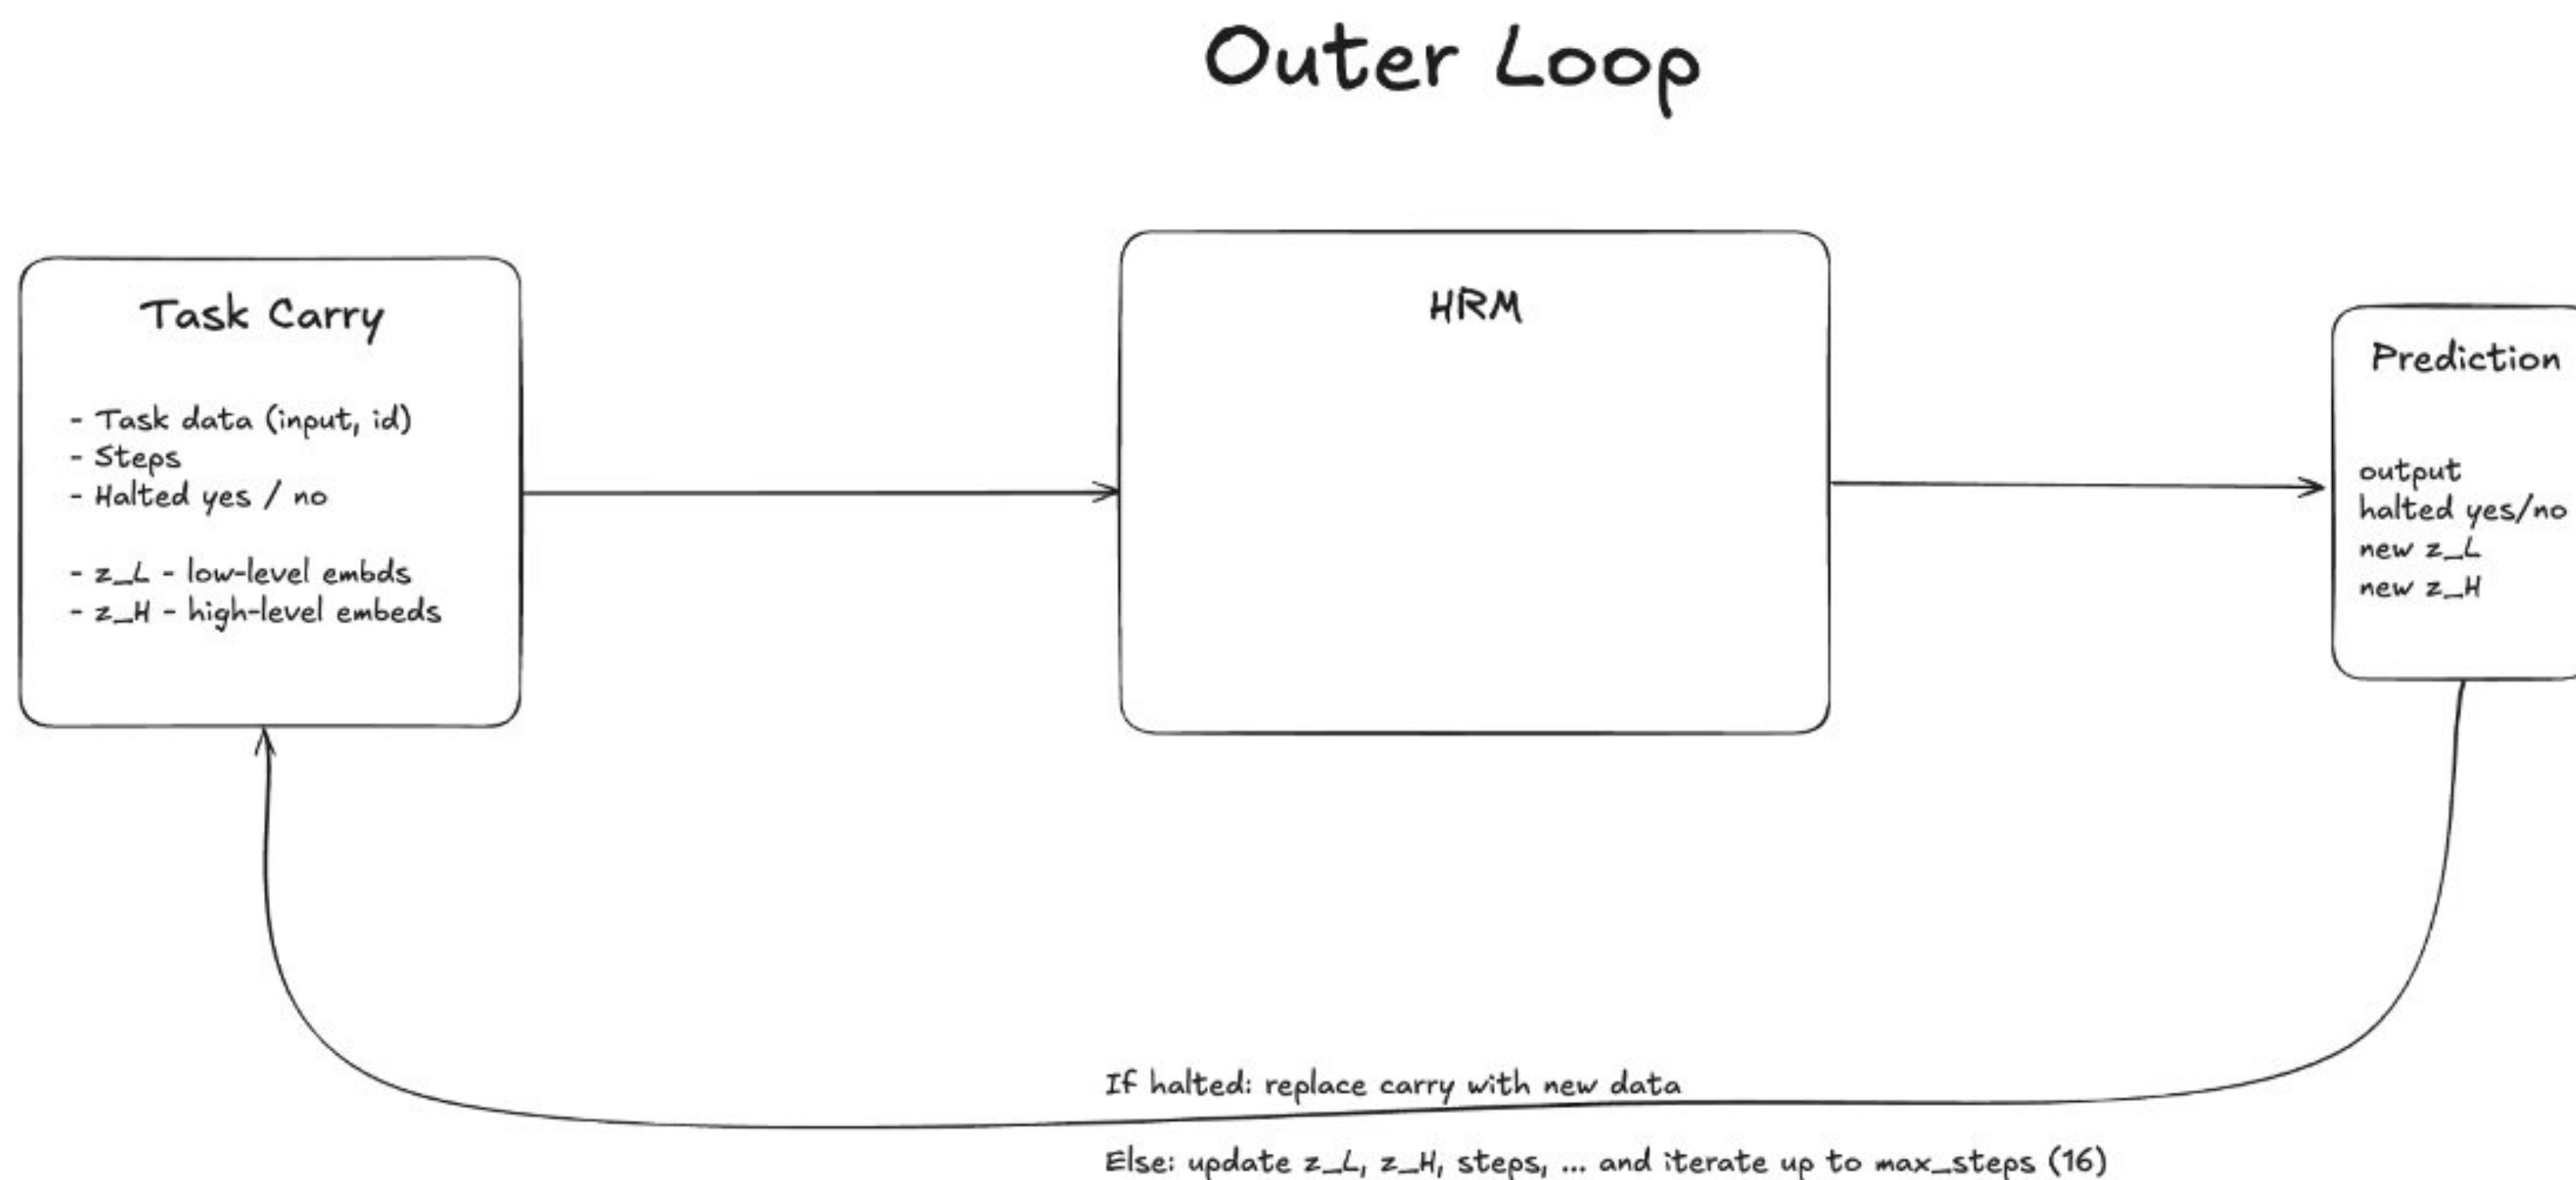 Outer Loop
Task Carry
- Task data (input, id)
- Steps
- Halted yes / no
- z_L - low-level embds
- z_H - high-level embeds
HRM
Prediction
output
halted yes/no
new z_L
new z_H
If halted: replace carry with new data
Else: update z_L, z_H, steps, ... and iterate up to max_steps (16)